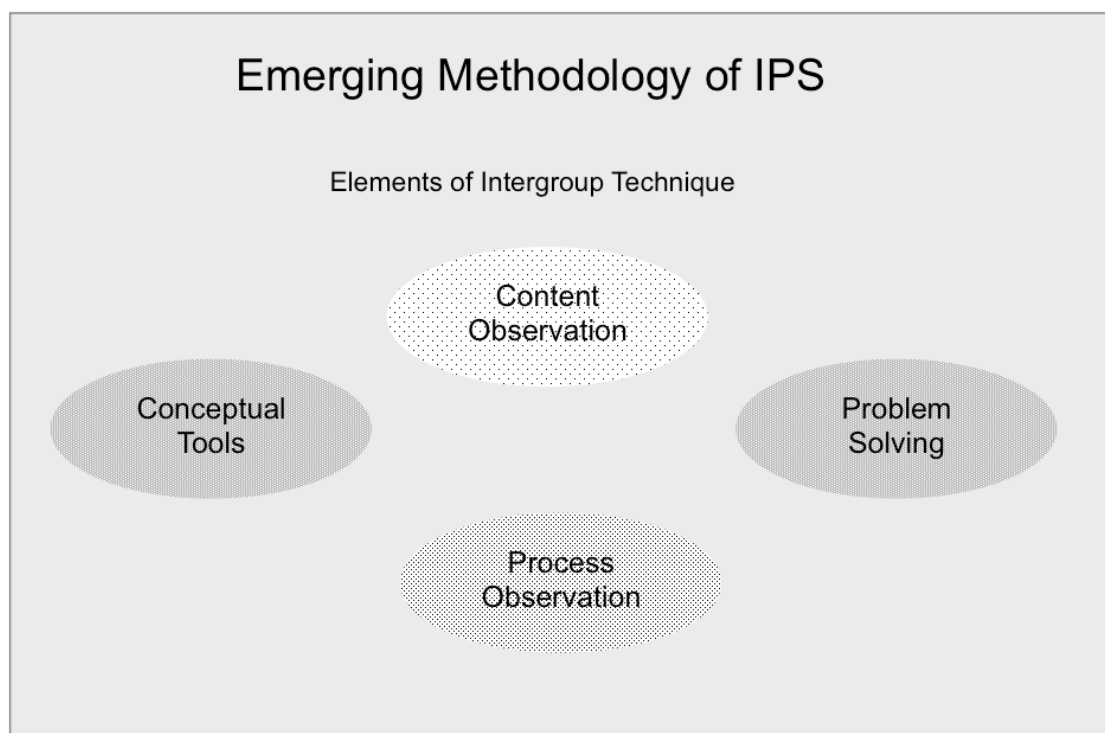 Emerging Methodology of IPS
Elements of Intergroup Technique
Content
Observation
Conceptual
Tools
Problem
Solving
Process
Observation